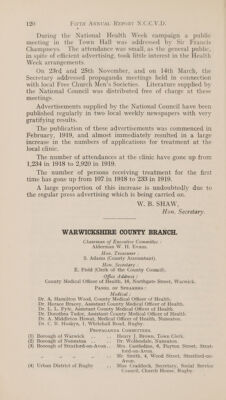 120 FIFTH ANNUAL REPORT N.C.C.V.D.
During the National Health Week campaign a public
meeting in the Town Hall was addressed by Sir Francis
Champneys. The attendance was small, as the general public,
in spite of efficient advertising, took little interest in the Health
Week arrangements.
On 23rd and 28th November, and on 14th March, the
Secretary addressed propaganda meetings held in connection
with local Free Church Men's Societies. Literature supplied by
the National Council was distributed free of charge at these
meetings.
Advertisements supplied by the National Council have been
published regularly in two local weekly newspapers with very
gratifying results.
The publication of these advertisements was commenced in
February, 1919, and almost immediately resulted in a large
increase in the numbers of applications for treatment at the
local clinic.
The number of attendances at the clinic have gone up from
1,234 in 1918 to 2,920 in 1919.
The number of persons receiving treatment for the first
time has gone up from 107 in 1918 to 233 in 1919.
A large proportion of this increase is undoubtedly due to
the regular press advertising which is being carried on.
W. B. SHAW,
Hon. Secretary.
WARWICKSHIRE COUNTY BRANCH.
Chairman of Executive Committee :
Alderman W. H. Evans.
Hon. Treasurer :
S. Adams (County Accountant).
Hon. Secretary :
E. Field (Clerk of the County Council).
Office Address :
County Medical Office of Health, 18, Northgate Street, Warwick.
PANEL OF SPEAKERS :
Medical :
Dr. A. Hamilton Wood, County Medical Officer of Health.
Dr. Horace Bracey, Assistant County Medical Officer of Health.
Dr. L. L. Pyle, Assistant County Medical Officer of Health.
Dr. Dorothea Tudor, Assistant County Medical Officer of Health.
Dr. A. Middleton Hewat, Medical Officer of Health, Nuneaton.
Dr. C. R. Hoskyn, 1, Whitehall Road, Rugby.
PROPAGANDA COMMITTEE.
(1) Borough of Warwick .. .. Henry J. Brown, Town Clerk.
(2) Borough of Nuneaton .. .. Dr. Wolstenhulm, Nuneaton.
(3) Borough of Stratford-on-Avon.. Mrs. 6, Payton Street, Strat-
ford-on-Avon.
" " " Mr. Smith, 4, Wood Street, Stratford-on-
Avon.
(4) Urban District of Rugby .. Miss Craddock, Secretary, Social Service
Council, Church House, Rugby.